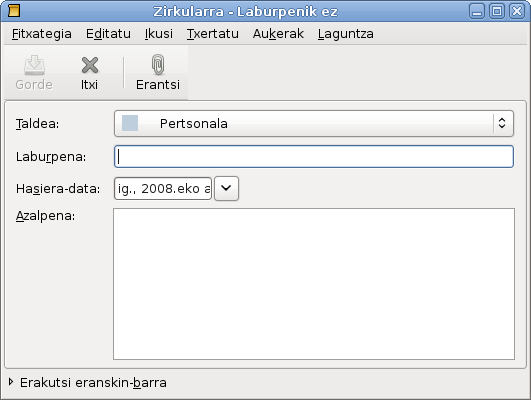 Zirkularra - Laburpenik ez
Fitxategia Editatu Ikusi Txertatu Aukerak Laguntza
Gorde Itxi Erantsi
Taldea: Pertsonala
Laburpena:
Hasiera-data: ig., 2008.eko a
Azalpena:
Erakutsi eranskin-barra